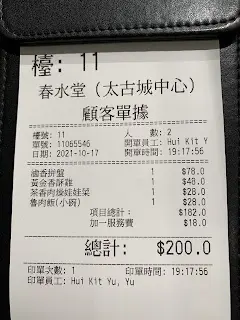 檯: 11
春水堂（太古城中心）
顧客單據
檯號: 11 人 數: 2
單號: 11065546 開單員工: Hui Kit Y
日期: 2021-10-17 開單時間: 19:17:56
滷香拼盤 1 $78.0
黃金香酥雞 1 $48.0
茶香肉燥娃娃菜 1 $28.0
魯肉飯(小碗) 1 $28.0
項目總計: $182.0
加一服務費 $18.0
總計: $200.0
印單次數: 1 印單時間: 19:17:56
印單員工: Hui Kit Yu, Yu